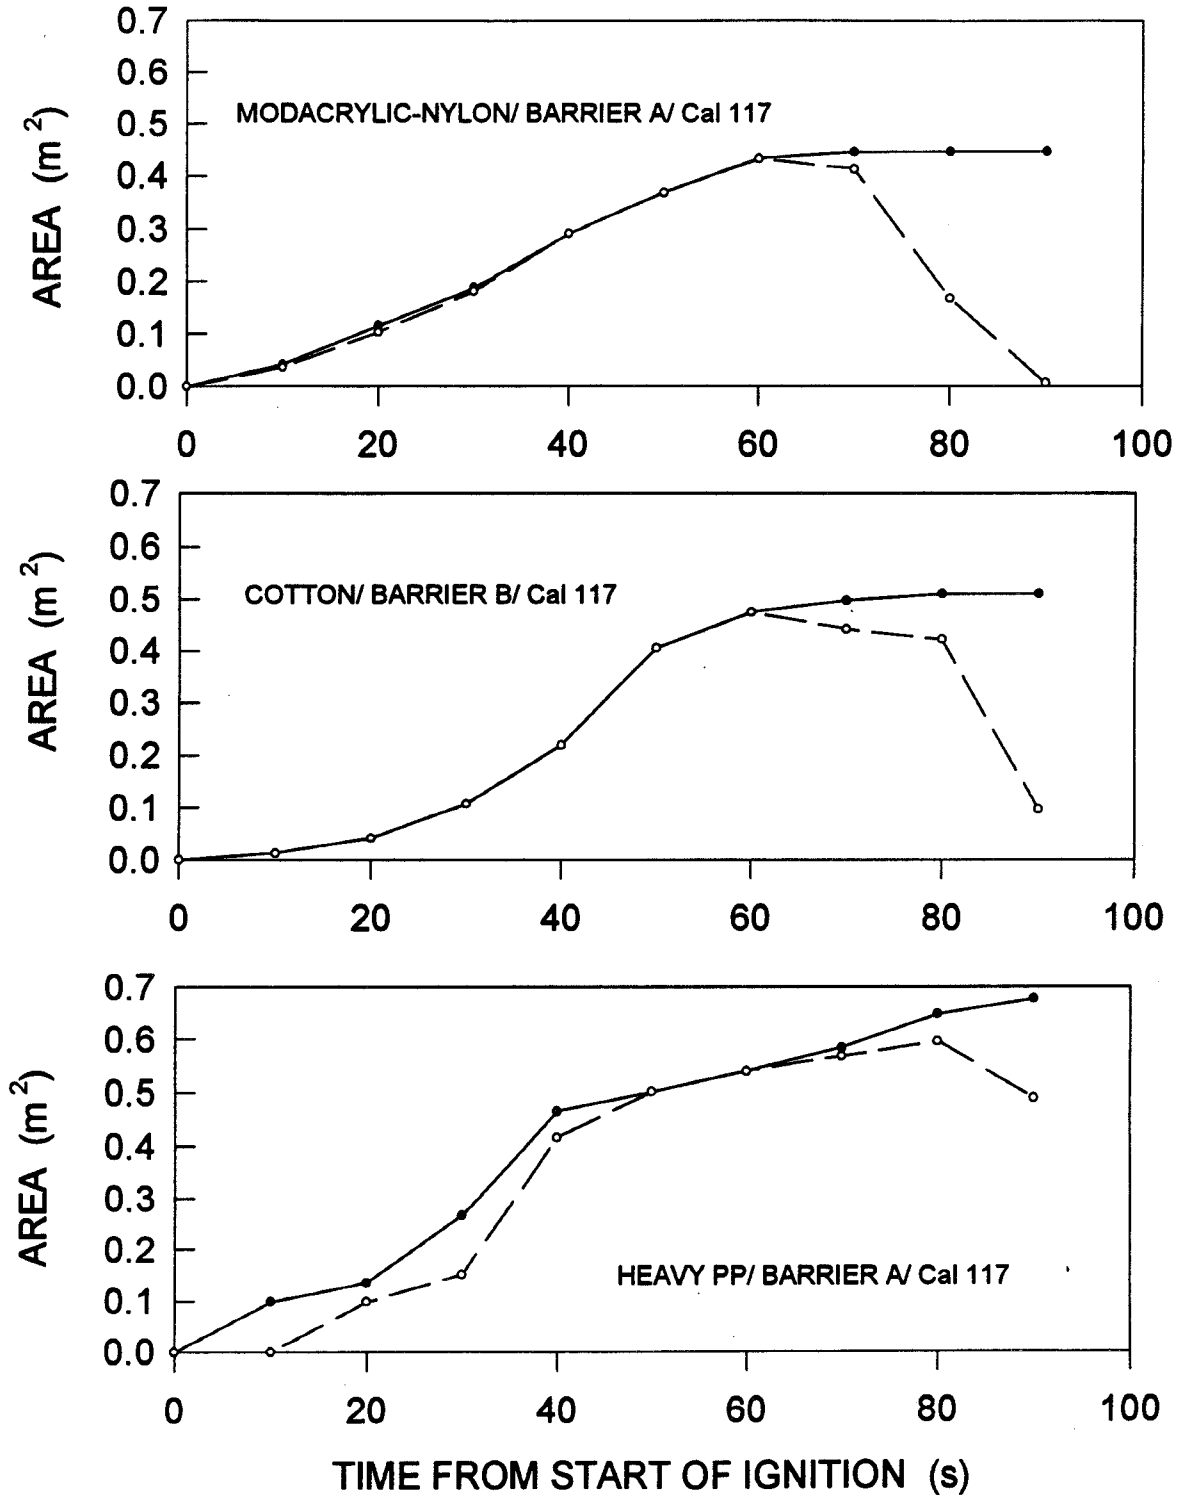 0.7
0.6
0.5
0.4
0.3
0.2
0.1
0.0
AREA (m²)
MODACRYLIC-NYLON/ BARRIER A/ Cal 117
0 20 40 60 80 100
0.7
0.6
0.5
0.4
0.3
0.2
0.1
0.0
AREA (m²)
COTTON/ BARRIER B/ Cal 117
0 20 40 60 80 100
0.7
0.6
0.5
0.4
0.3
0.2
0.1
0.0
AREA (m²)
HEAVY PP/ BARRIER A/ Cal 117
0 20 40 60 80 100
TIME FROM START OF IGNITION (s)